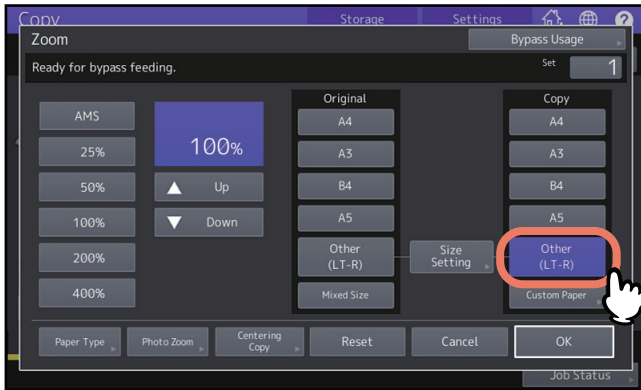 Copy
Storage
Settings
?
Zoom
Bypass Usage
Ready for bypass feeding.
Set
1
AMS
25%
50%
100%
200%
400%
100%
Up
Down
Original
A4
A3
B4
A5
Other
(LT-R)
Mixed Size
Size
Setting
Copy
A4
A3
B4
A5
Other
(LT-R)
Custom Paper
Paper Type
Photo Zoom
Centering
Copy
Reset
Cancel
OK
Job Status